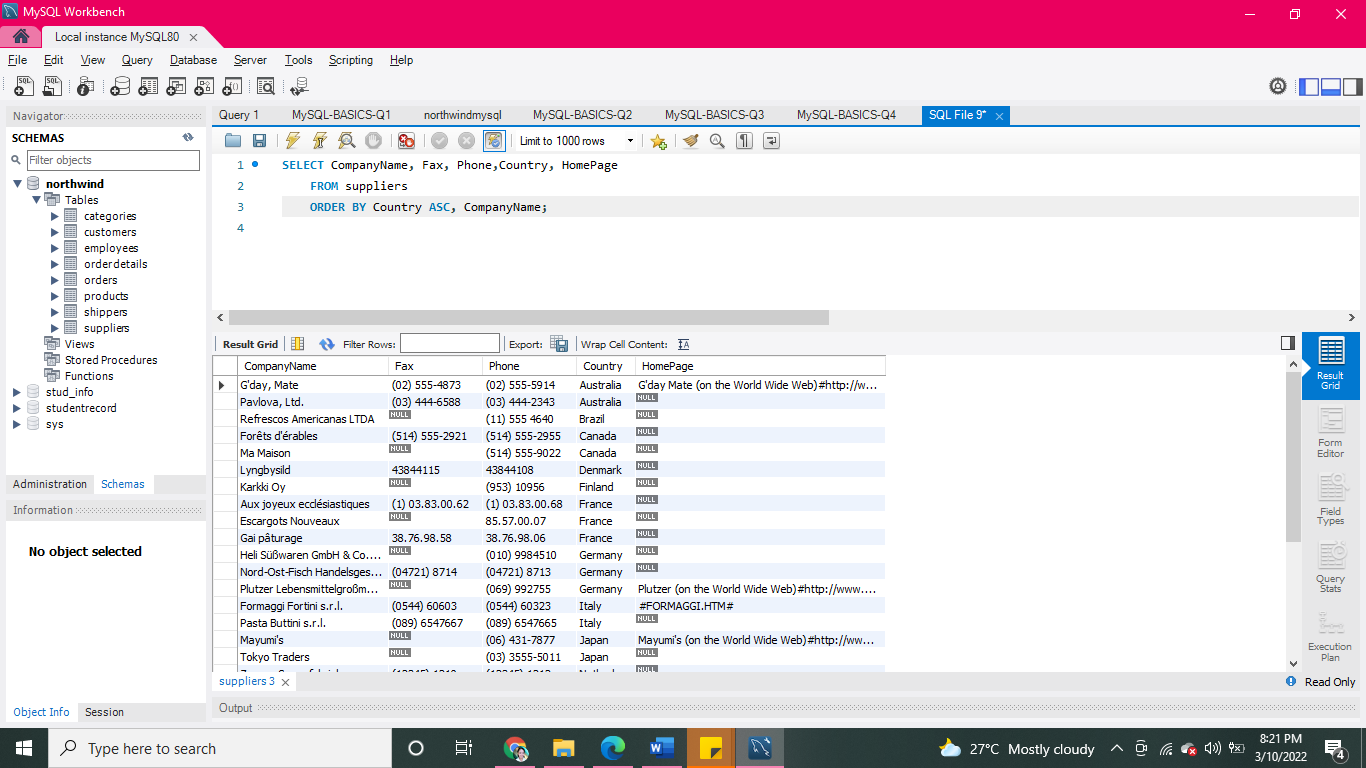 MySQL Workbench
Local instance MySQL80
File Edit View Query Database Server Tools Scripting Help
Navigator
SCHEMAS
Filter objects
northwind
Tables
categories
customers
employees
orderdetails
orders
products
shippers
suppliers
Views
Stored Procedures
Functions
stud_info
studentrecord
sys
Administration Schemas
Information
No object selected
Object Info Session
Query 1 MySQL-BASICS-Q1 northwindmysql MySQL-BASICS-Q2 MySQL-BASICS-Q3 MySQL-BASICS-Q4 SQL File 9*
Limit to 1000 rows
1 SELECT CompanyName, Fax, Phone,Country, HomePage
2 FROM suppliers
3 ORDER BY Country ASC, CompanyName;
4
Result Grid Filter Rows: Export: Wrap Cell Content:
CompanyName Fax Phone Country HomePage
G'day, Mate (02) 555-4873 (02) 555-5914 Australia G'day Mate (on the World Wide Web)#http://w...
Pavlova, Ltd. (03) 444-6588 (03) 444-2343 Australia NULL
Refrescos Americanas LTDA NULL (11) 555 4640 Brazil NULL
Forêts d'érables (514) 555-2921 (514) 555-2955 Canada NULL
Ma Maison NULL (514) 555-9022 Canada NULL
Lyngbysild 43844115 43844108 Denmark NULL
Karkki Oy NULL (953) 10956 Finland NULL
Aux joyeux ecclésiastiques (1) 03.83.00.62 (1) 03.83.00.68 France NULL
Escargots Nouveaux NULL 85.57.00.07 France NULL
Gai pâturage 38.76.98.58 38.76.98.06 France NULL
Heli Süßwaren GmbH & Co.... NULL (010) 9984510 Germany NULL
Nord-Ost-Fisch Handelsges... (04721) 8714 (04721) 8713 Germany NULL
Plutzer Lebensmittelgroßm... NULL (069) 992755 Germany Plutzer (on the World Wide Web)#http://www....
Formaggi Fortini s.r.l. (0544) 60603 (0544) 60323 Italy #FORMAGGI.HTM#
Pasta Buttini s.r.l. (089) 6547667 (089) 6547665 Italy NULL
Mayumi's NULL (06) 431-7877 Japan Mayumi's (on the World Wide Web)#http://ww...
Tokyo Traders NULL (03) 3555-5011 Japan NULL
NULL
Result
Grid
Form
Editor
Field
Types
Query
Stats
Execution
Plan
suppliers 3
Read Only
Output
Type here to search
27°C Mostly cloudy
8:21 PM
3/10/2022
4